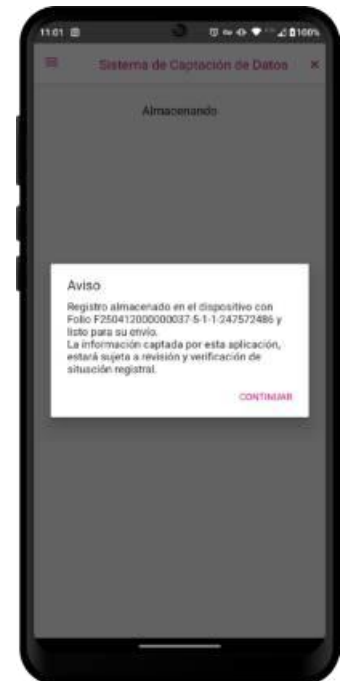 11:01
100%
Sistema de Captación de Datos ×
Almacenando
Aviso
Registro almacenado en el dispositivo con
Folio F250412000000037-5-1-1-247572486 y
listo para su envío.
La información captada por esta aplicación,
estará sujeta a revisión y verificación de
situación registral.
CONTINUAR